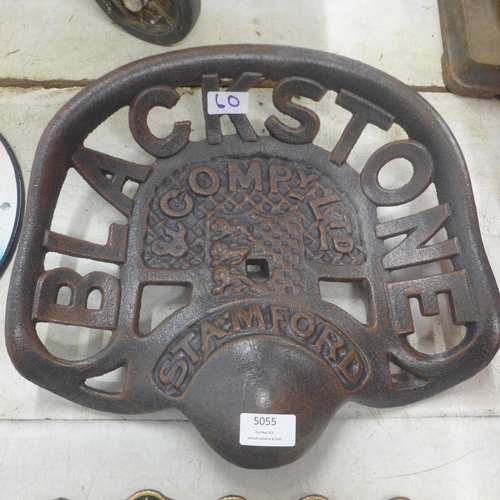 BLACKSTONE
60
& COMPY. LTD
STAMFORD
5055